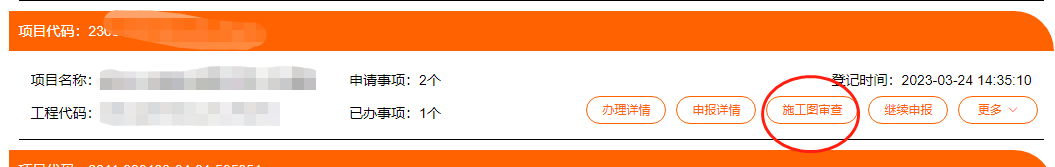 项目代码：230
项目名称： 申请事项：2个 登记时间：2023-03-24 14:35:10
工程代码： 已办事项：1个 办理详情 申报详情 施工图审查 继续申报 更多